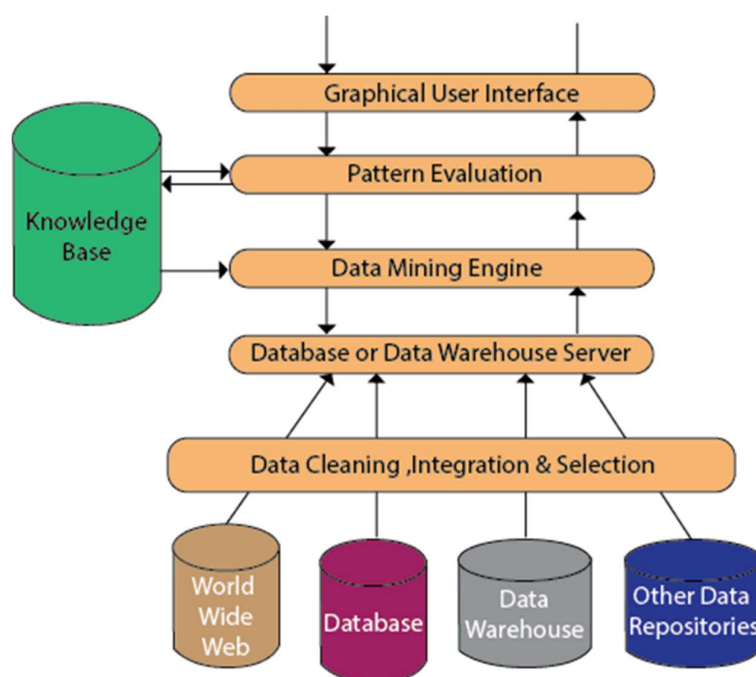 Graphical User Interface
Pattern Evaluation
Knowledge
Base
Data Mining Engine
Database or Data Warehouse Server
Data Cleaning ,Integration & Selection
World
Wide
Web
Database
Data
Warehouse
Other Data
Repositories